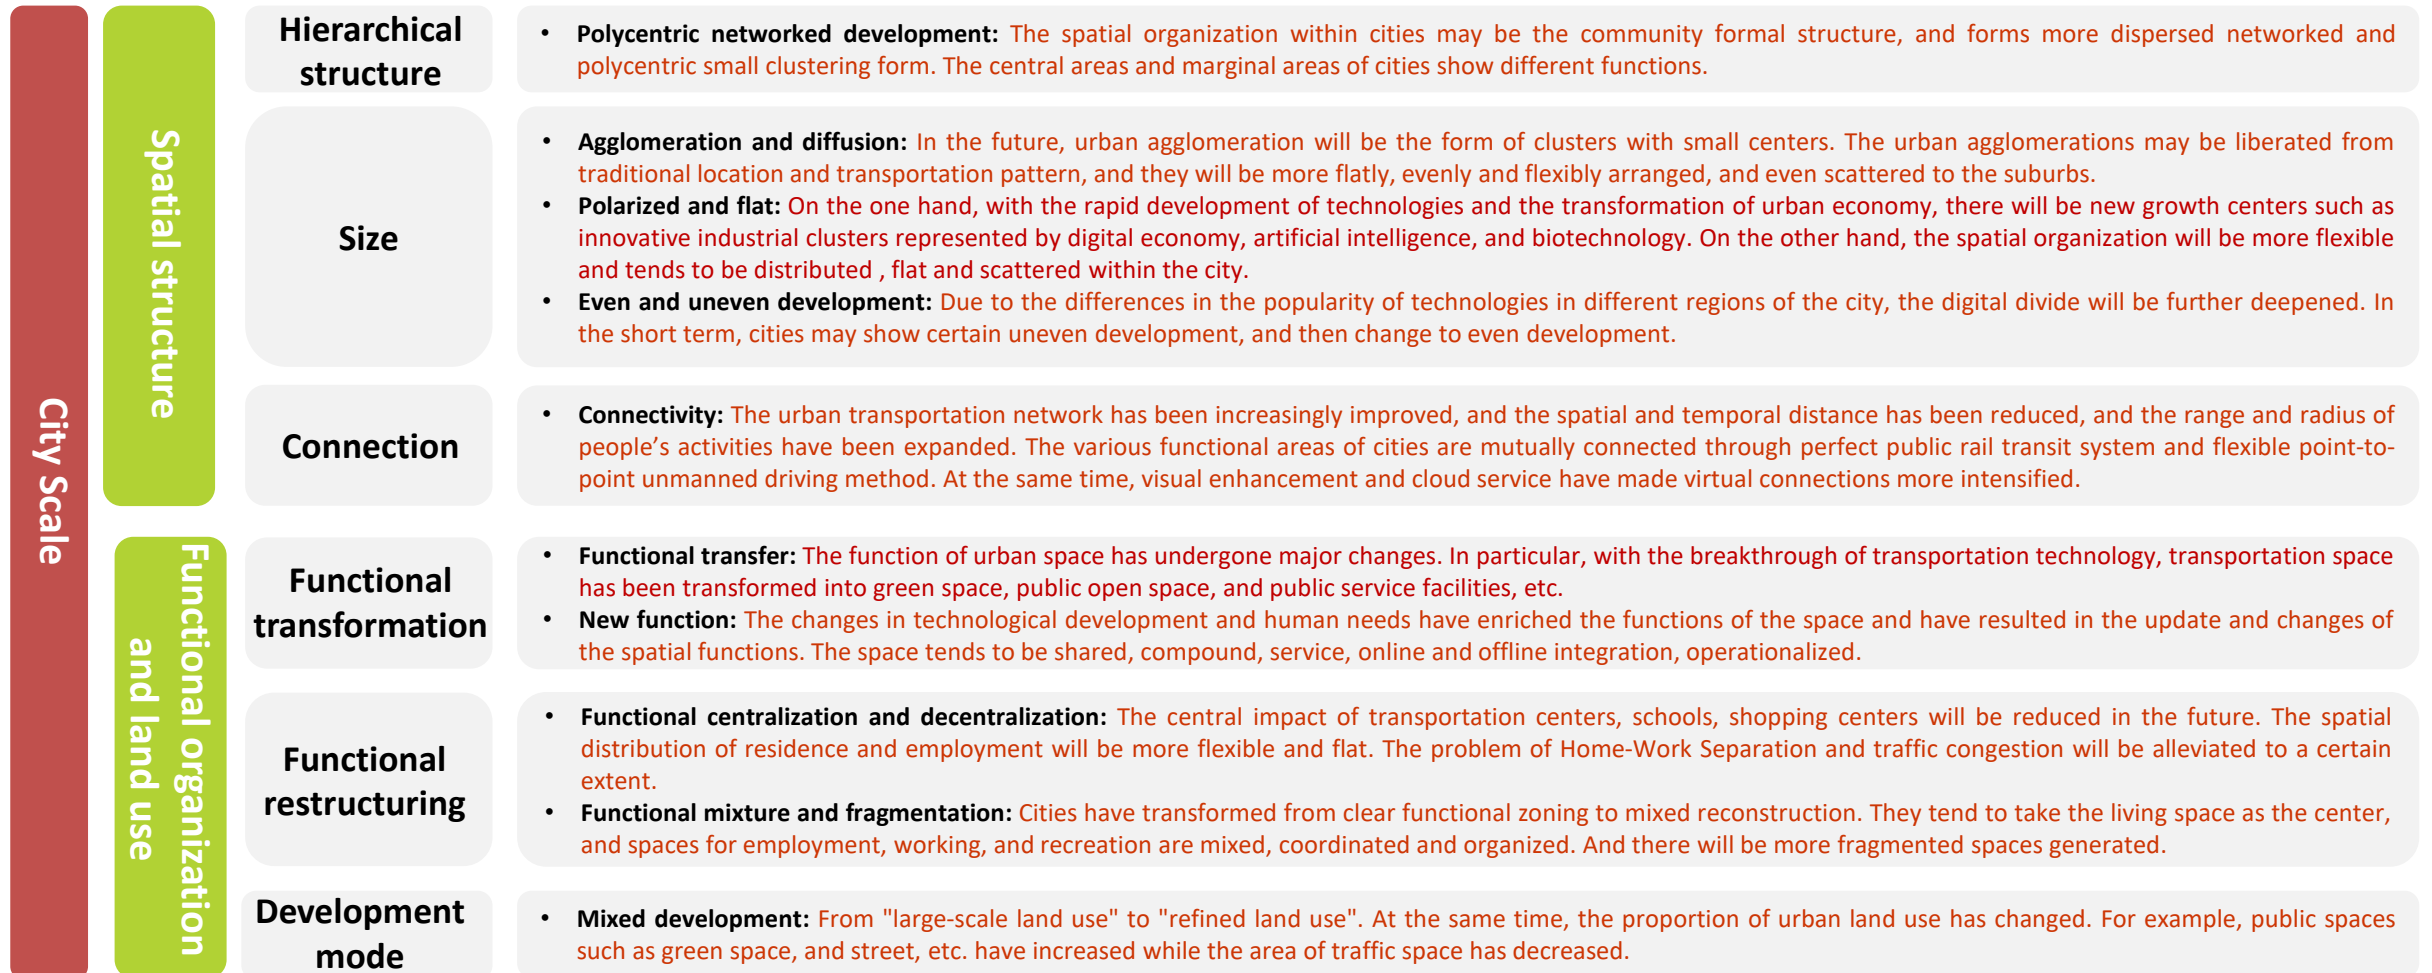 City Scale
Spatial structure
Hierarchical
structure
• Polycentric networked development: The spatial organization within cities may be the community formal structure, and forms more dispersed networked and
polycentric small clustering form. The central areas and marginal areas of cities show different functions.
Size
• Agglomeration and diffusion: In the future, urban agglomeration will be the form of clusters with small centers. The urban agglomerations may be liberated from
traditional location and transportation pattern, and they will be more flatly, evenly and flexibly arranged, and even scattered to the suburbs.
• Polarized and flat: On the one hand, with the rapid development of technologies and the transformation of urban economy, there will be new growth centers such as
innovative industrial clusters represented by digital economy, artificial intelligence, and biotechnology. On the other hand, the spatial organization will be more flexible
and tends to be distributed , flat and scattered within the city.
• Even and uneven development: Due to the differences in the popularity of technologies in different regions of the city, the digital divide will be further deepened. In
the short term, cities may show certain uneven development, and then change to even development.
Connection
• Connectivity: The urban transportation network has been increasingly improved, and the spatial and temporal distance has been reduced, and the range and radius of
people’s activities have been expanded. The various functional areas of cities are mutually connected through perfect public rail transit system and flexible point-to-
point unmanned driving method. At the same time, visual enhancement and cloud service have made virtual connections more intensified.
Functional organization
and land use
Functional
transformation
• Functional transfer: The function of urban space has undergone major changes. In particular, with the breakthrough of transportation technology, transportation space
has been transformed into green space, public open space, and public service facilities, etc.
• New function: The changes in technological development and human needs have enriched the functions of the space and have resulted in the update and changes of
the spatial functions. The space tends to be shared, compound, service, online and offline integration, operationalized.
Functional
restructuring
• Functional centralization and decentralization: The central impact of transportation centers, schools, shopping centers will be reduced in the future. The spatial
distribution of residence and employment will be more flexible and flat. The problem of Home-Work Separation and traffic congestion will be alleviated to a certain
extent.
• Functional mixture and fragmentation: Cities have transformed from clear functional zoning to mixed reconstruction. They tend to take the living space as the center,
and spaces for employment, working, and recreation are mixed, coordinated and organized. And there will be more fragmented spaces generated.
Development
mode
• Mixed development: From "large-scale land use" to "refined land use". At the same time, the proportion of urban land use has changed. For example, public spaces
such as green space, and street, etc. have increased while the area of traffic space has decreased.